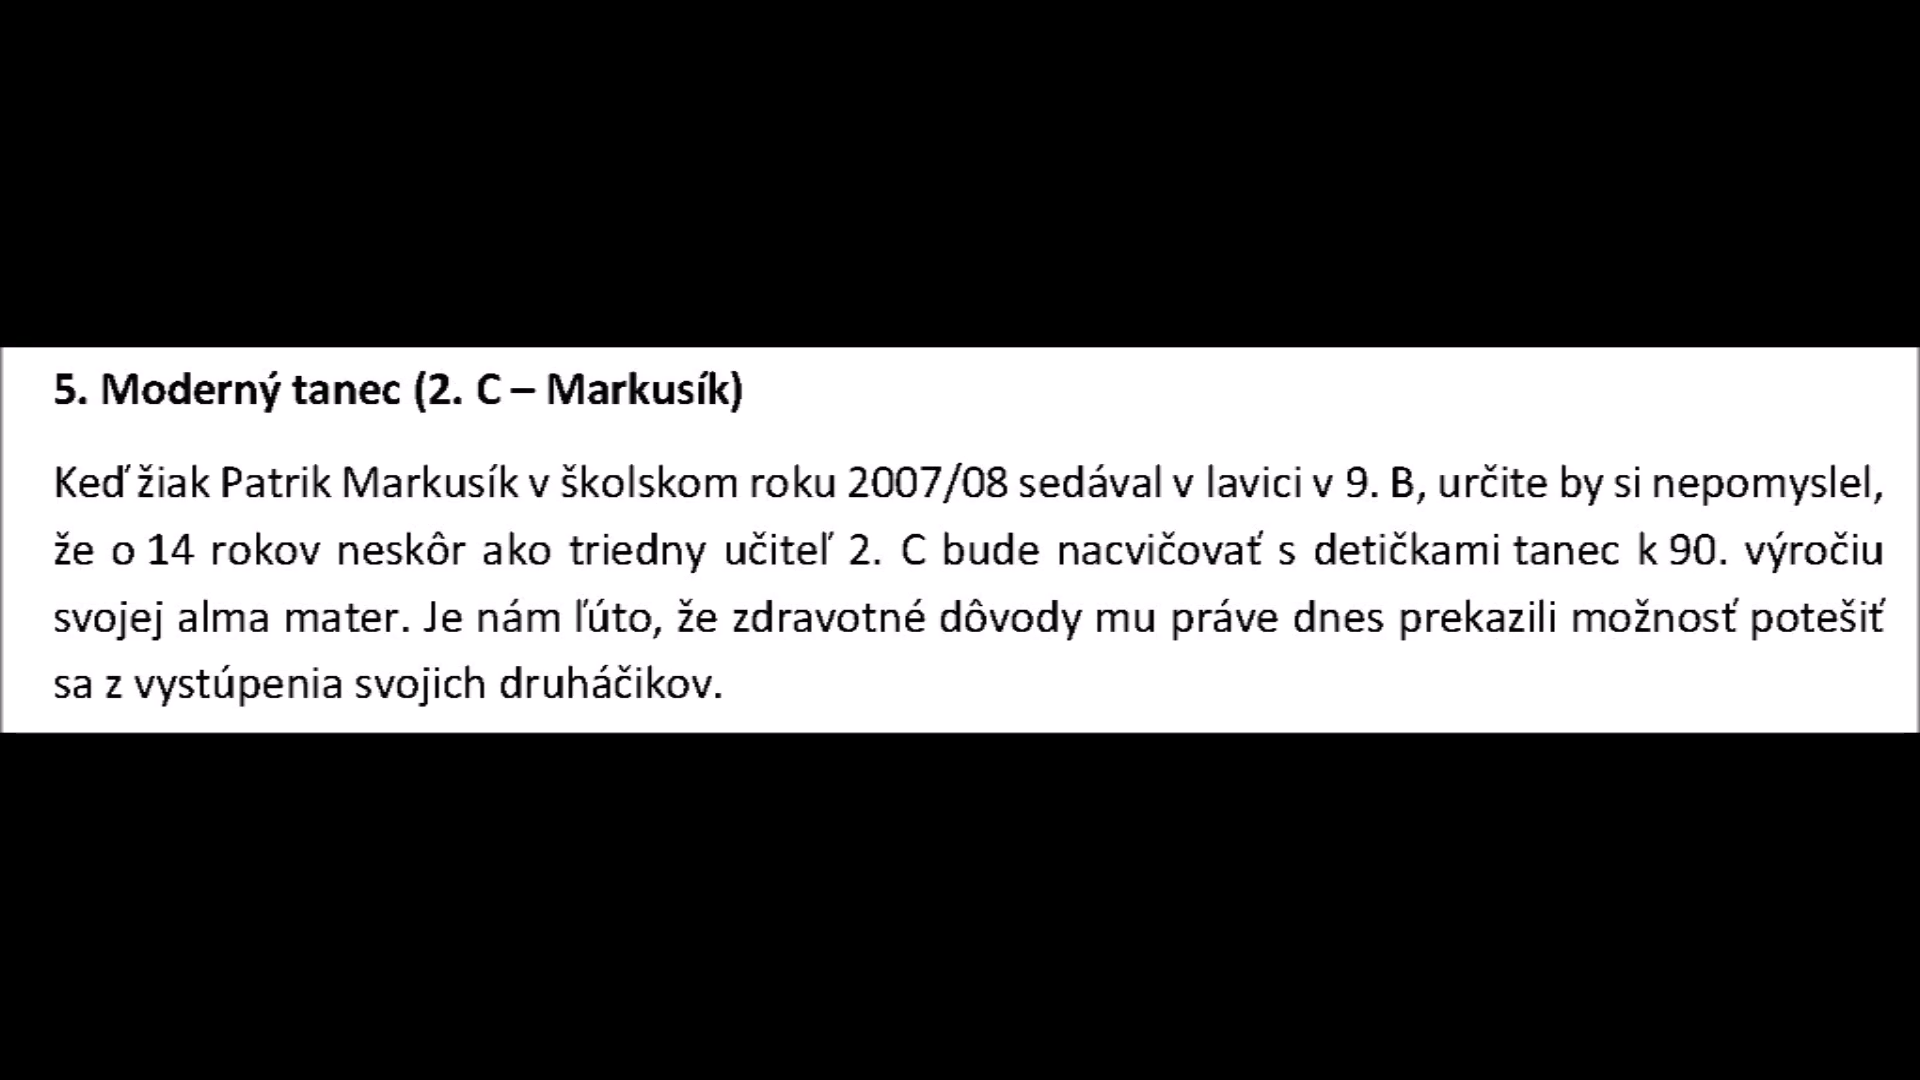 5. Moderný tanec (2. C – Markusík)
Keď žiak Patrik Markusík v školskom roku 2007/08 sedával v lavici v 9. B, určite by si nepomyslel,
že o 14 rokov neskôr ako triedny učiteľ 2. C bude nacvičovať s detičkami tanec k 90. výročiu
svojej alma mater. Je nám ľúto, že zdravotné dôvody mu práve dnes prekazili možnosť potešiť
sa z vystúpenia svojich druháčikov.